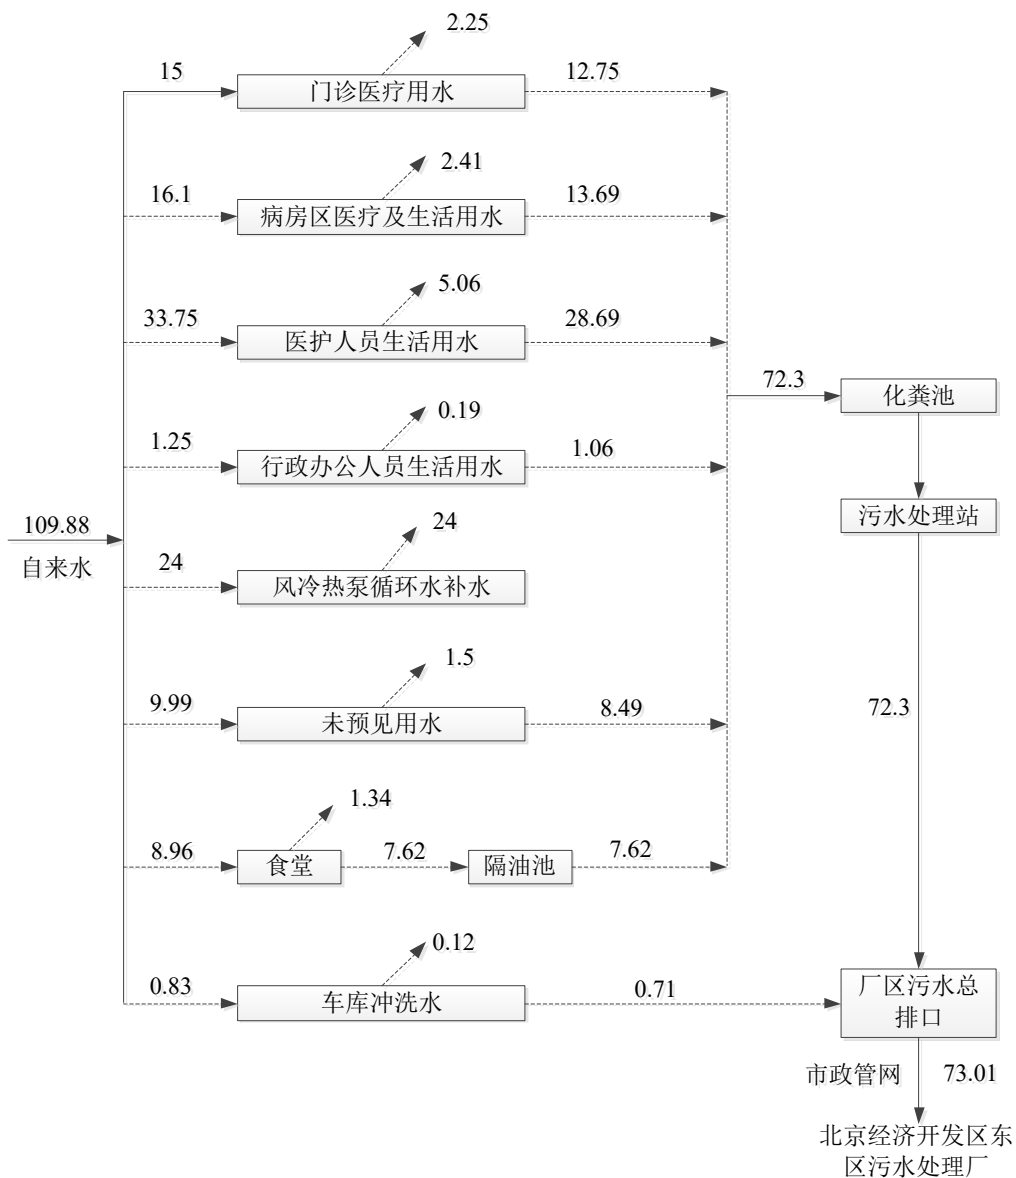 2.25
15
门诊医疗用水
12.75
2.41
16.1
病房区医疗及生活用水
13.69
5.06
33.75
医护人员生活用水
28.69
72.3
化粪池
0.19
1.25
行政办公人员生活用水
1.06
污水处理站
109.88
自来水
24
24
风冷热泵循环水补水
1.5
9.99
未预见用水
8.49
72.3
1.34
8.96
食堂
7.62
隔油池
7.62
0.12
0.83
车库冲洗水
0.71
厂区污水总
排口
市政管网
73.01
北京经济开发区东
区污水处理厂